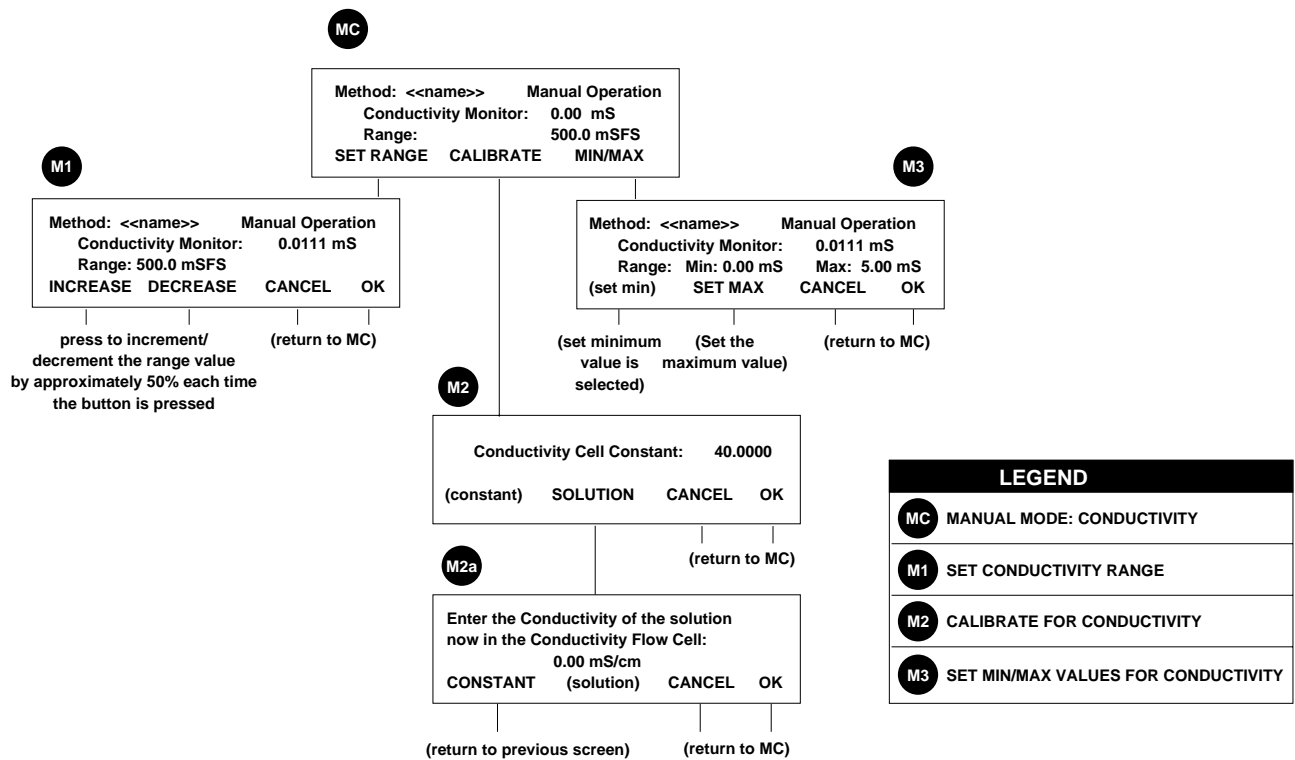 MC
Method: <<name>> Manual Operation
Conductivity Monitor: 0.00 mS
Range: 500.0 mSFS
SET RANGE CALIBRATE MIN/MAX
M1
Method: <<name>> Manual Operation
Conductivity Monitor: 0.0111 mS
Range: 500.0 mSFS
INCREASE DECREASE CANCEL OK
press to increment/
decrement the range value
by approximately 50% each time
the button is pressed
(return to MC)
M3
Method: <<name>> Manual Operation
Conductivity Monitor: 0.0111 mS
Range: Min: 0.00 mS Max: 5.00 mS
(set min) SET MAX CANCEL OK
(set minimum
value is
selected)
(Set the
maximum value)
(return to MC)
M2
Conductivity Cell Constant: 40.0000
(constant) SOLUTION CANCEL OK
(return to MC)
M2a
Enter the Conductivity of the solution
now in the Conductivity Flow Cell:
0.00 mS/cm
CONSTANT (solution) CANCEL OK
(return to previous screen) (return to MC)
LEGEND
MC MANUAL MODE: CONDUCTIVITY
M1 SET CONDUCTIVITY RANGE
M2 CALIBRATE FOR CONDUCTIVITY
M3 SET MIN/MAX VALUES FOR CONDUCTIVITY